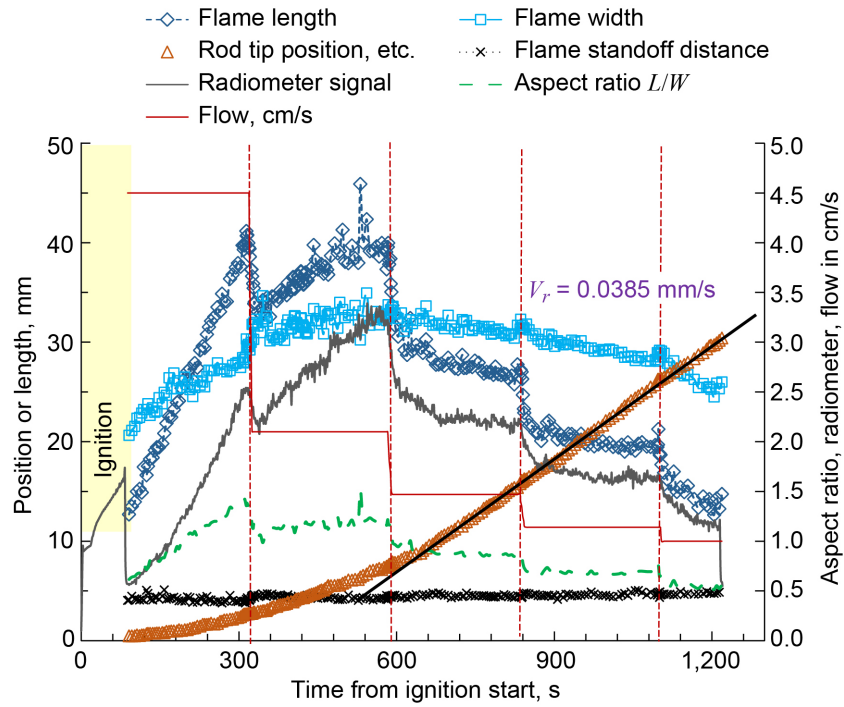 Flame length
Flame width
Rod tip position, etc.
Flame standoff distance
Radiometer signal
Aspect ratio L/W
Flow, cm/s
50
40
30
20
10
0
Position or length, mm
Ignition
Vr = 0.0385 mm/s
5.0
4.5
4.0
3.5
3.0
2.5
2.0
1.5
1.0
0.5
0.0
Aspect ratio, radiometer, flow in cm/s
0
300
600
900
1,200
Time from ignition start, s